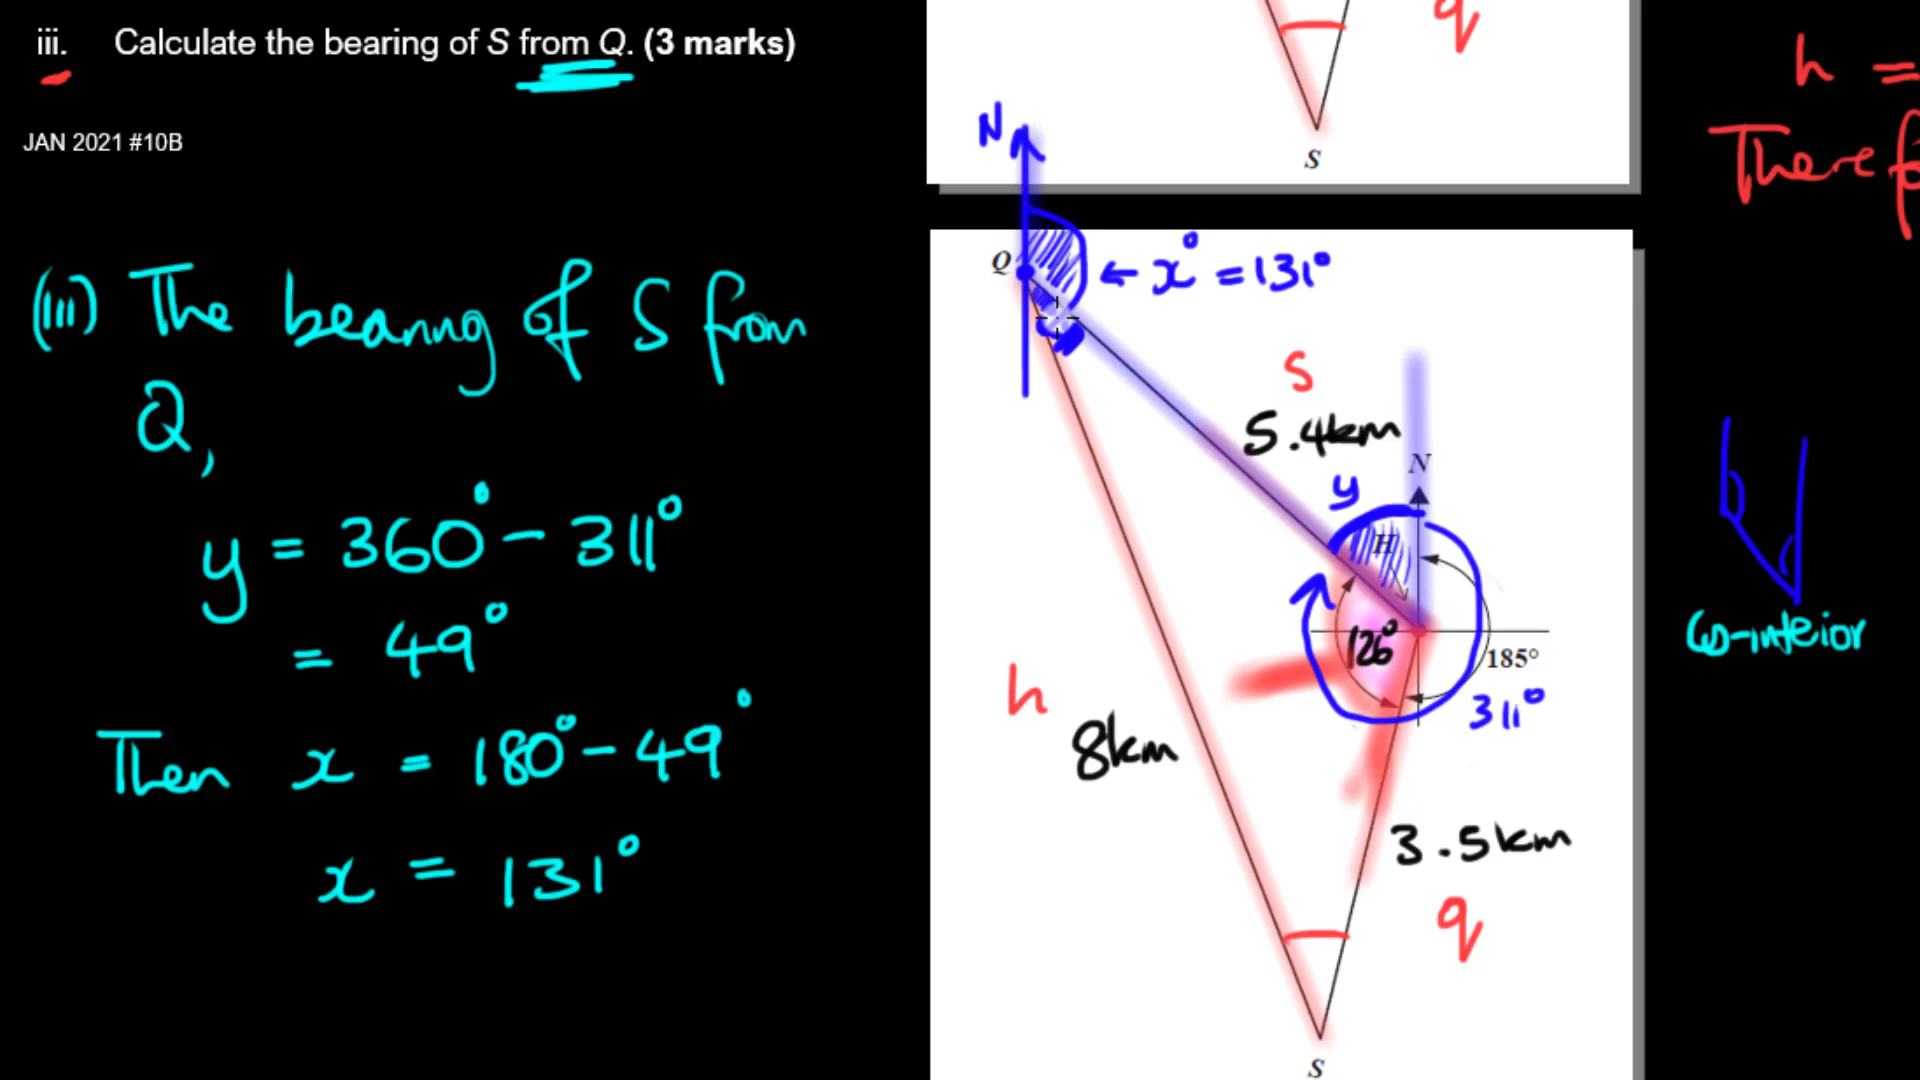 iii. Calculate the bearing of S from Q. (3 marks)
JAN 2021 #10B
(iii) The bearing of S from
Q,
y = 360° - 311°
= 49°
Then x = 180° - 49°
x = 131°
q
S
N
Q
← x° = 131°
s
5.4km
N
y
H
126°
185°
311°
h
8km
3.5km
q
S
h =
Theref
co-interior